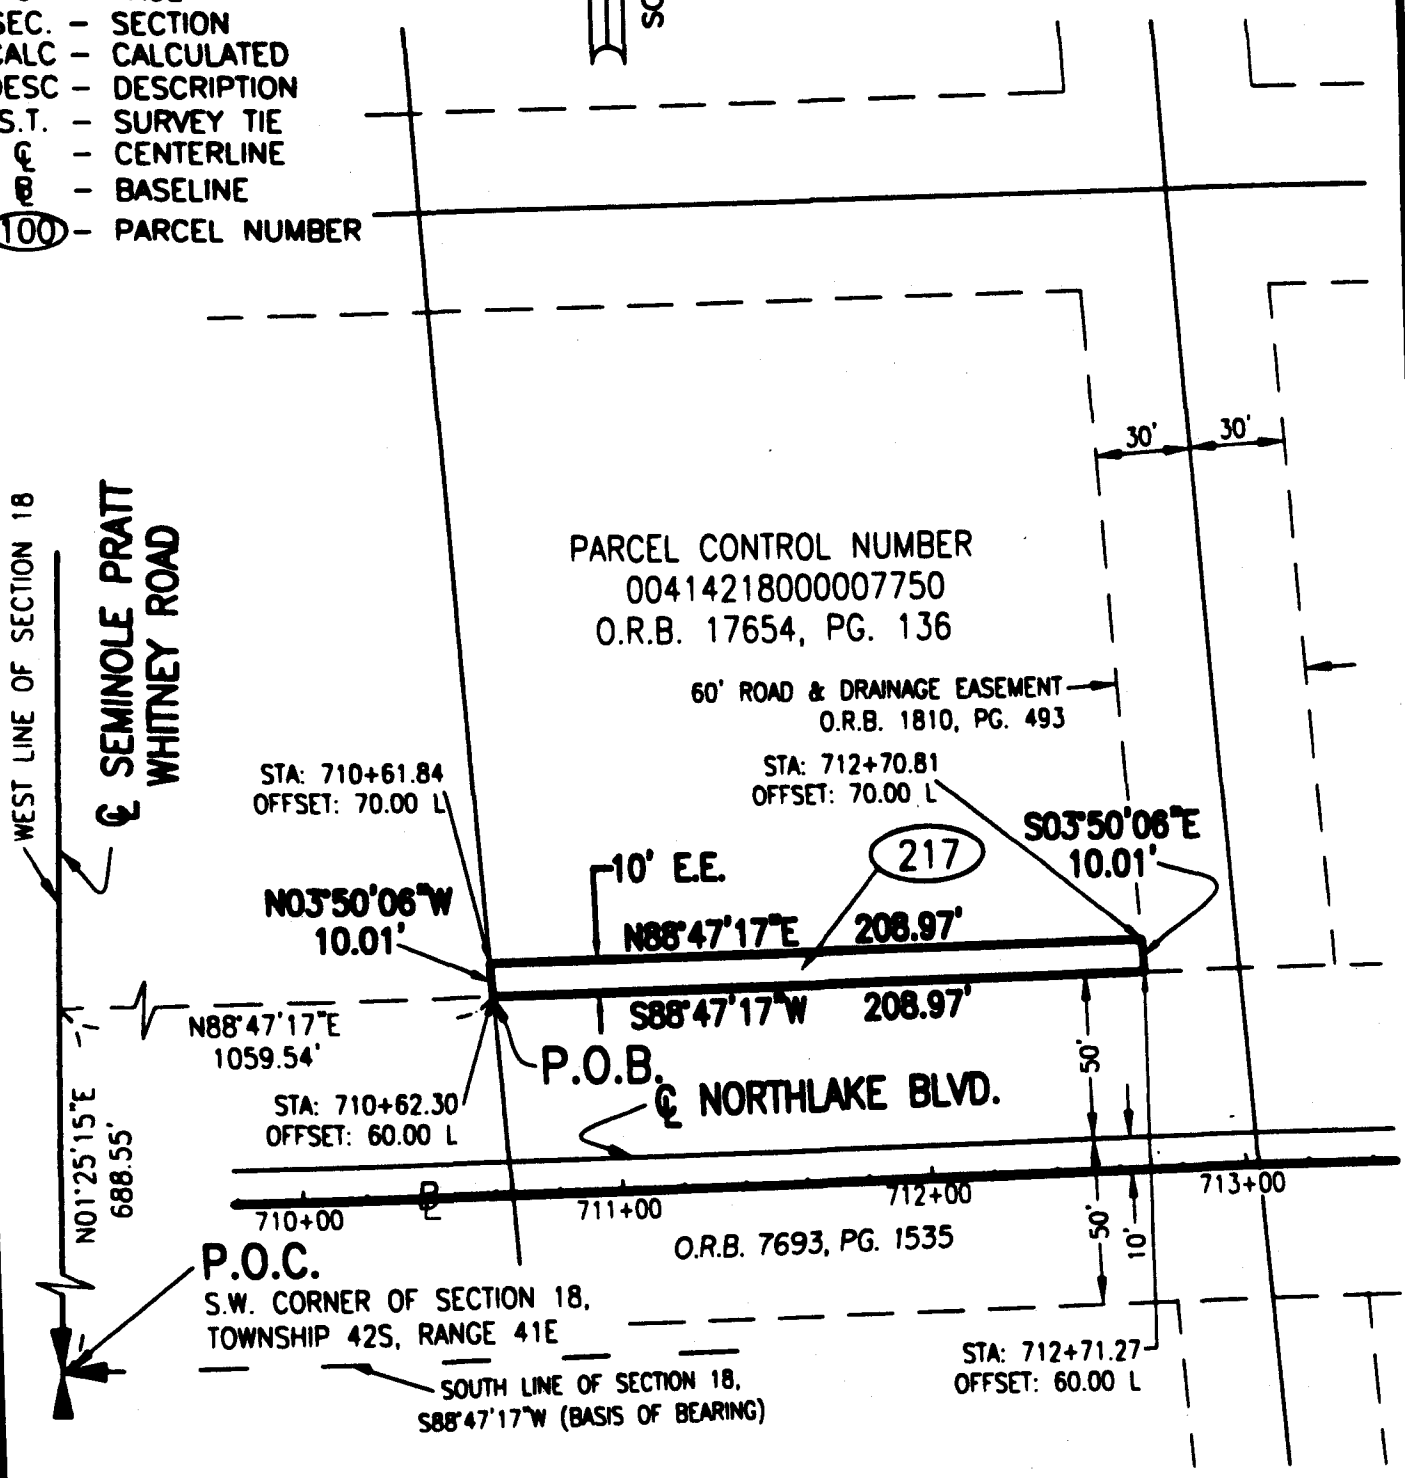 SEC. - SECTION
CALC - CALCULATED
DESC - DESCRIPTION
S.T. - SURVEY TIE
℄ - CENTERLINE
- BASELINE
100 - PARCEL NUMBER
WEST LINE OF SECTION 18
℄ SEMINOLE PRATT
WHITNEY ROAD
30'
30'
PARCEL CONTROL NUMBER
00414218000007750
O.R.B. 17654, PG. 136
60' ROAD & DRAINAGE EASEMENT
O.R.B. 1810, PG. 493
STA: 710+61.84
OFFSET: 70.00 L
STA: 712+70.81
OFFSET: 70.00 L
S03°50'06"E
10.01'
217
10' E.E.
N03°50'06"W
10.01'
N88°47'17"E 208.97'
S88°47'17"W 208.97'
N88°47'17"E
1059.54'
P.O.B.
50'
℄ NORTHLAKE BLVD.
STA: 710+62.30
OFFSET: 60.00 L
N01°25'15"E
688.55'
710+00
711+00
712+00
713+00
O.R.B. 7693, PG. 1535
50'
10'
P.O.C.
S.W. CORNER OF SECTION 18,
TOWNSHIP 42S, RANGE 41E
STA: 712+71.27
OFFSET: 60.00 L
SOUTH LINE OF SECTION 18,
S88°47'17"W (BASIS OF BEARING)